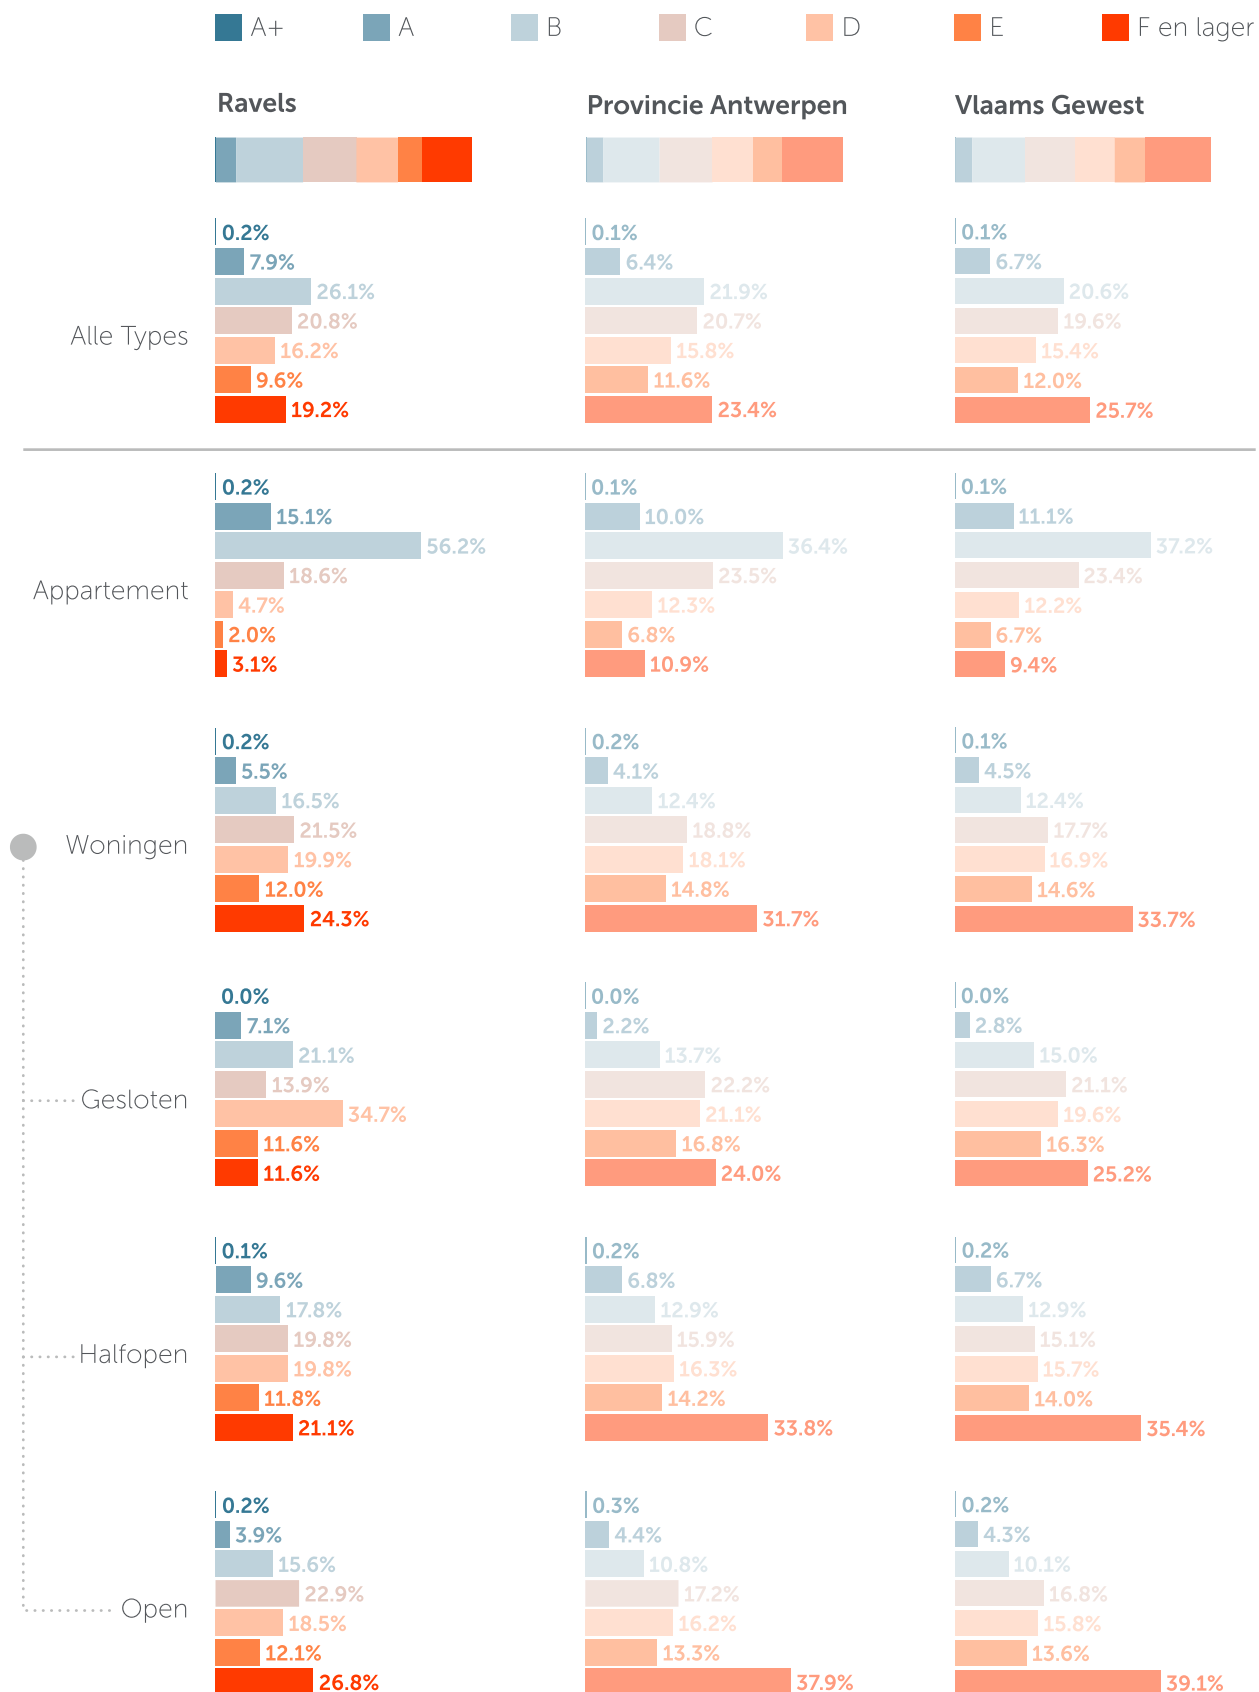 A+ A B C D E F en lager
Ravels Provincie Antwerpen Vlaams Gewest
Alle Types
0.2% 0.1% 0.1%
7.9% 6.4% 6.7%
26.1% 21.9% 20.6%
20.8% 20.7% 19.6%
16.2% 15.8% 15.4%
9.6% 11.6% 12.0%
19.2% 23.4% 25.7%
Appartement
0.2% 0.1% 0.1%
15.1% 10.0% 11.1%
56.2% 36.4% 37.2%
18.6% 23.5% 23.4%
4.7% 12.3% 12.2%
2.0% 6.8% 6.7%
3.1% 10.9% 9.4%
Woningen
0.2% 0.2% 0.1%
5.5% 4.1% 4.5%
16.5% 12.4% 12.4%
21.5% 18.8% 17.7%
19.9% 18.1% 16.9%
12.0% 14.8% 14.6%
24.3% 31.7% 33.7%
Gesloten
0.0% 0.0% 0.0%
7.1% 2.2% 2.8%
21.1% 13.7% 15.0%
13.9% 22.2% 21.1%
34.7% 21.1% 19.6%
11.6% 16.8% 16.3%
11.6% 24.0% 25.2%
Halfopen
0.1% 0.2% 0.2%
9.6% 6.8% 6.7%
17.8% 12.9% 12.9%
19.8% 15.9% 15.1%
19.8% 16.3% 15.7%
11.8% 14.2% 14.0%
21.1% 33.8% 35.4%
Open
0.2% 0.3% 0.2%
3.9% 4.4% 4.3%
15.6% 10.8% 10.1%
22.9% 17.2% 16.8%
18.5% 16.2% 15.8%
12.1% 13.3% 13.6%
26.8% 37.9% 39.1%